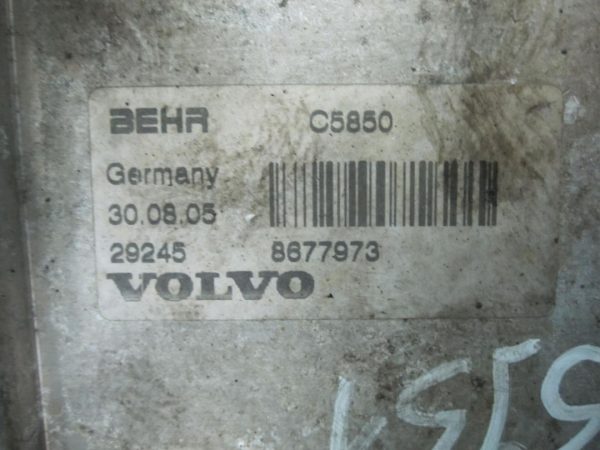 BEHR C5850
Germany
30.08.05
29245 8677973
VOLVO